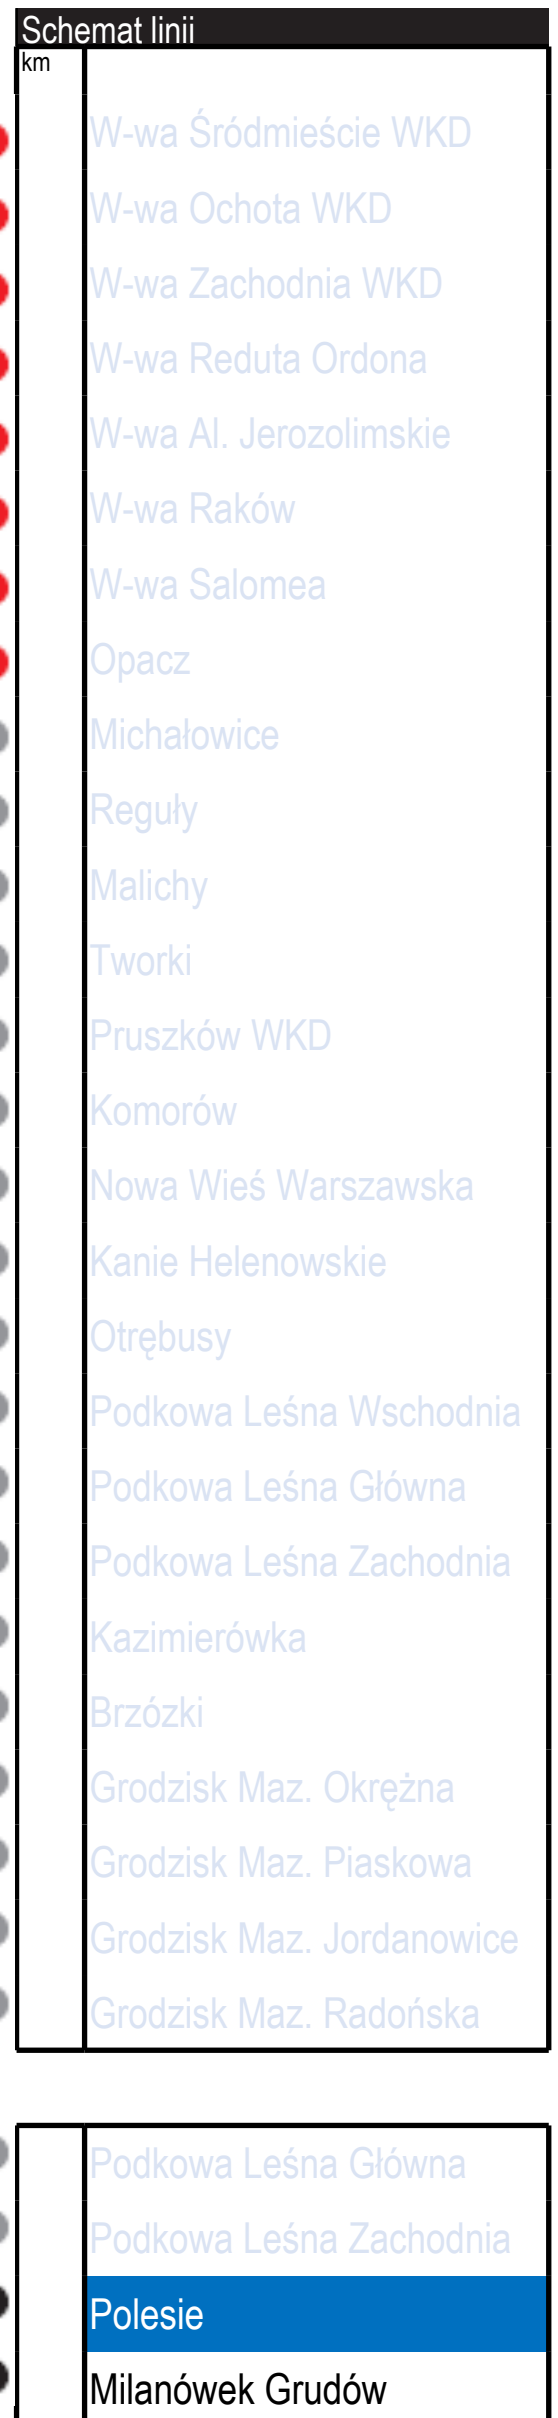 Schemat linii
km
W-wa Śródmieście WKD
W-wa Ochota WKD
W-wa Zachodnia WKD
W-wa Reduta Ordona
W-wa Al. Jerozolimskie
W-wa Raków
W-wa Salomea
Opacz
Michałowice
Reguły
Malichy
Tworki
Pruszków WKD
Komorów
Nowa Wieś Warszawska
Kanie Helenowskie
Otrębusy
Podkowa Leśna Wschodnia
Podkowa Leśna Główna
Podkowa Leśna Zachodnia
Kazimierówka
Brzózki
Grodzisk Maz. Okrężna
Grodzisk Maz. Piaskowa
Grodzisk Maz. Jordanowice
Grodzisk Maz. Radońska
Podkowa Leśna Główna
Podkowa Leśna Zachodnia
Polesie
Milanówek Grudów